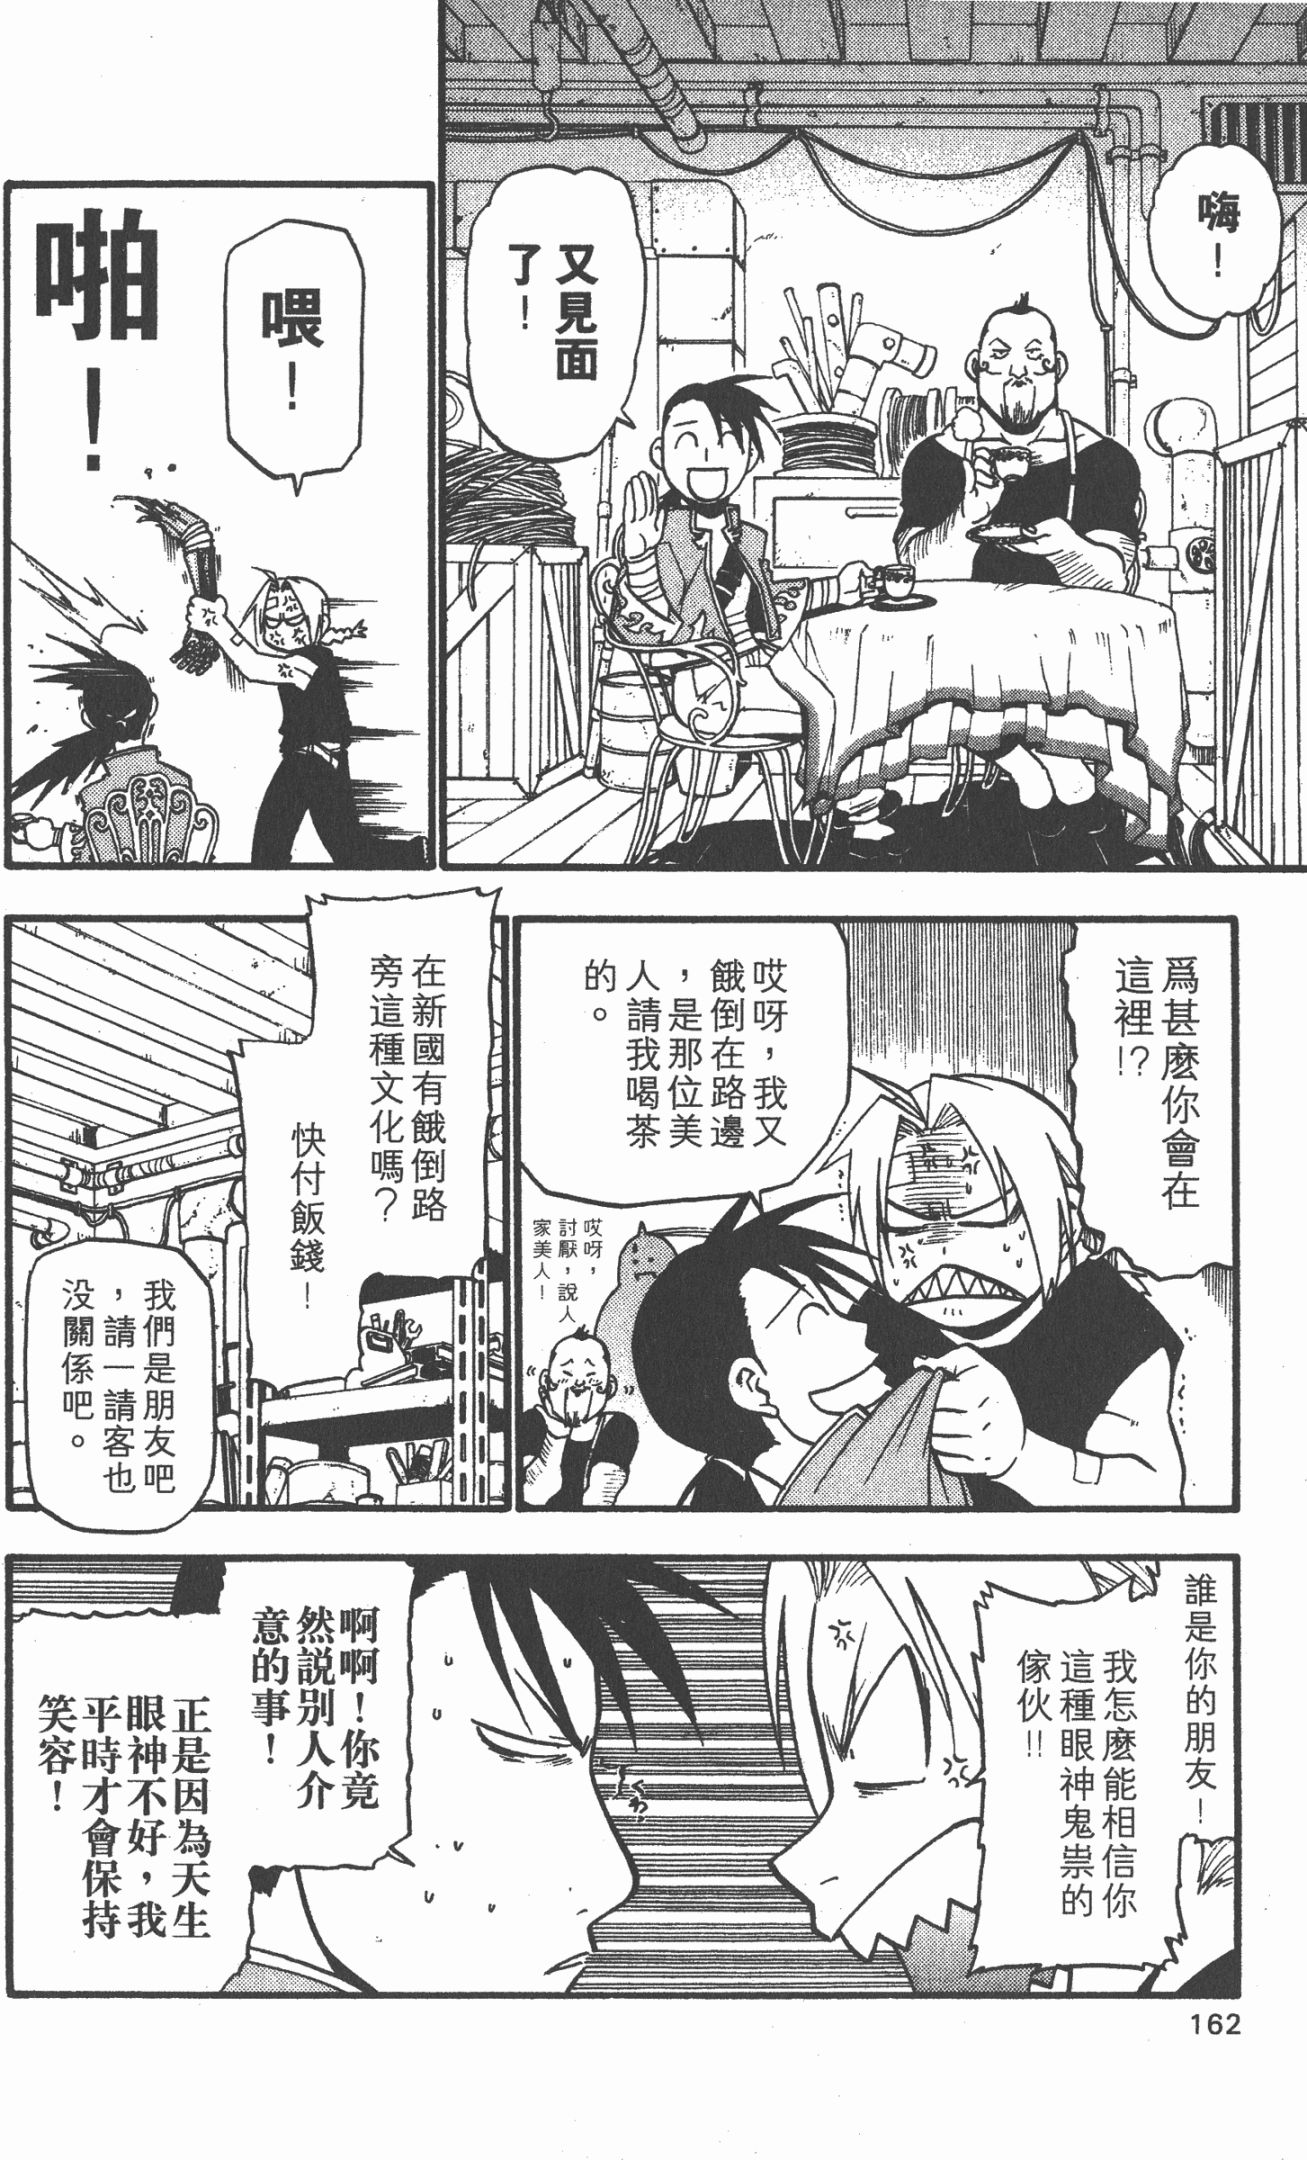 嗨！
又見面
了！
喂！
啪！
爲甚麼你會在
這裡!?
哎呀，我又
餓倒在路邊
，是那位美
人請我喝茶
的。
哎呀，
討厭，說人
家美人！
在新國有餓倒路
旁這種文化嗎？
快付飯錢！
我們是朋友吧
，請一請客也
没關係吧。
誰是你的朋友！
我怎麼能相信你
這種眼神鬼祟的
傢伙!!
啊啊！你竟
然說別人介
意的事！
正是因為天生
眼神不好，我
平時才會保持
笑容！
162